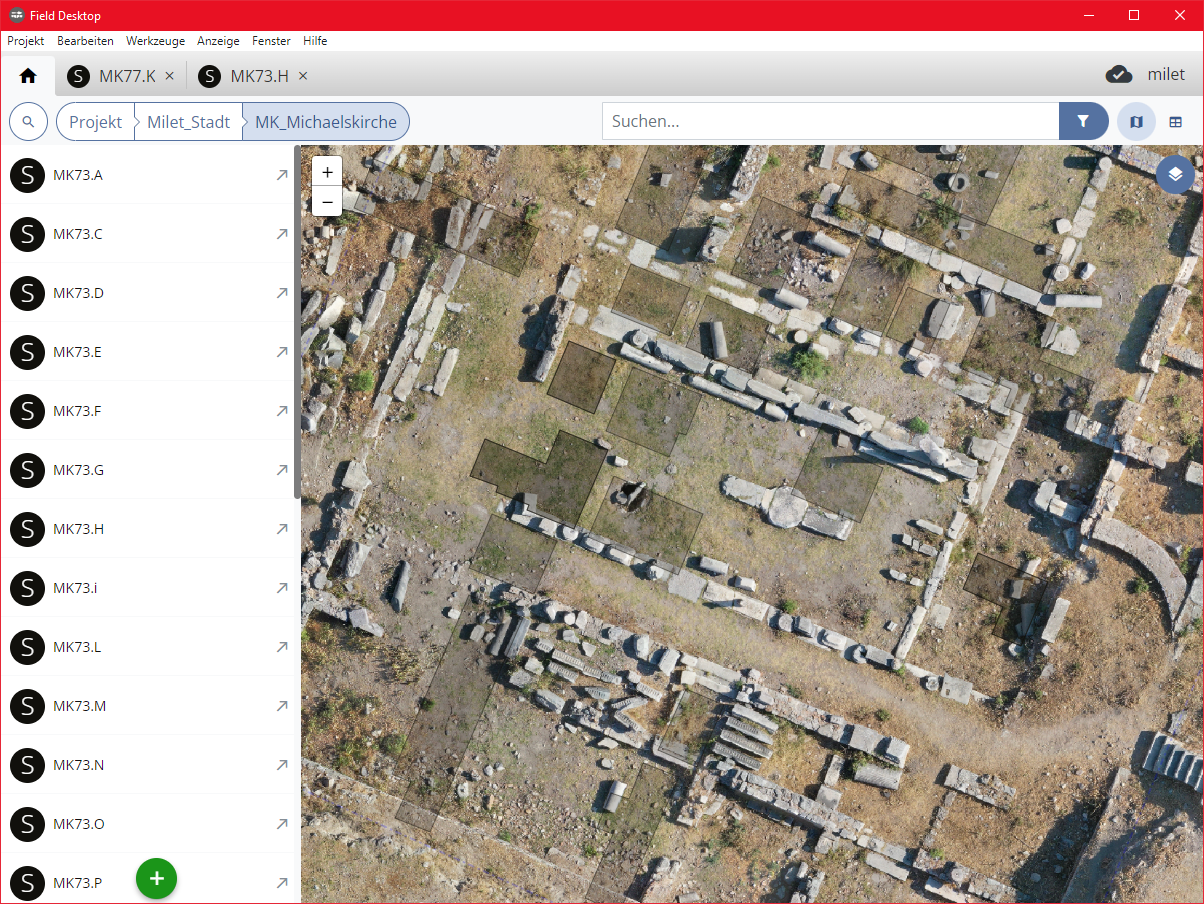 Field Desktop
Projekt Bearbeiten Werkzeuge Anzeige Fenster Hilfe
S MK77.K × S MK73.H × milet
Projekt Milet_Stadt MK_Michaelskirche Suchen...
S MK73.A
+
−
S MK73.C
S MK73.D
S MK73.E
S MK73.F
S MK73.G
S MK73.H
S MK73.i
S MK73.L
S MK73.M
S MK73.N
S MK73.O
S MK73.P
+